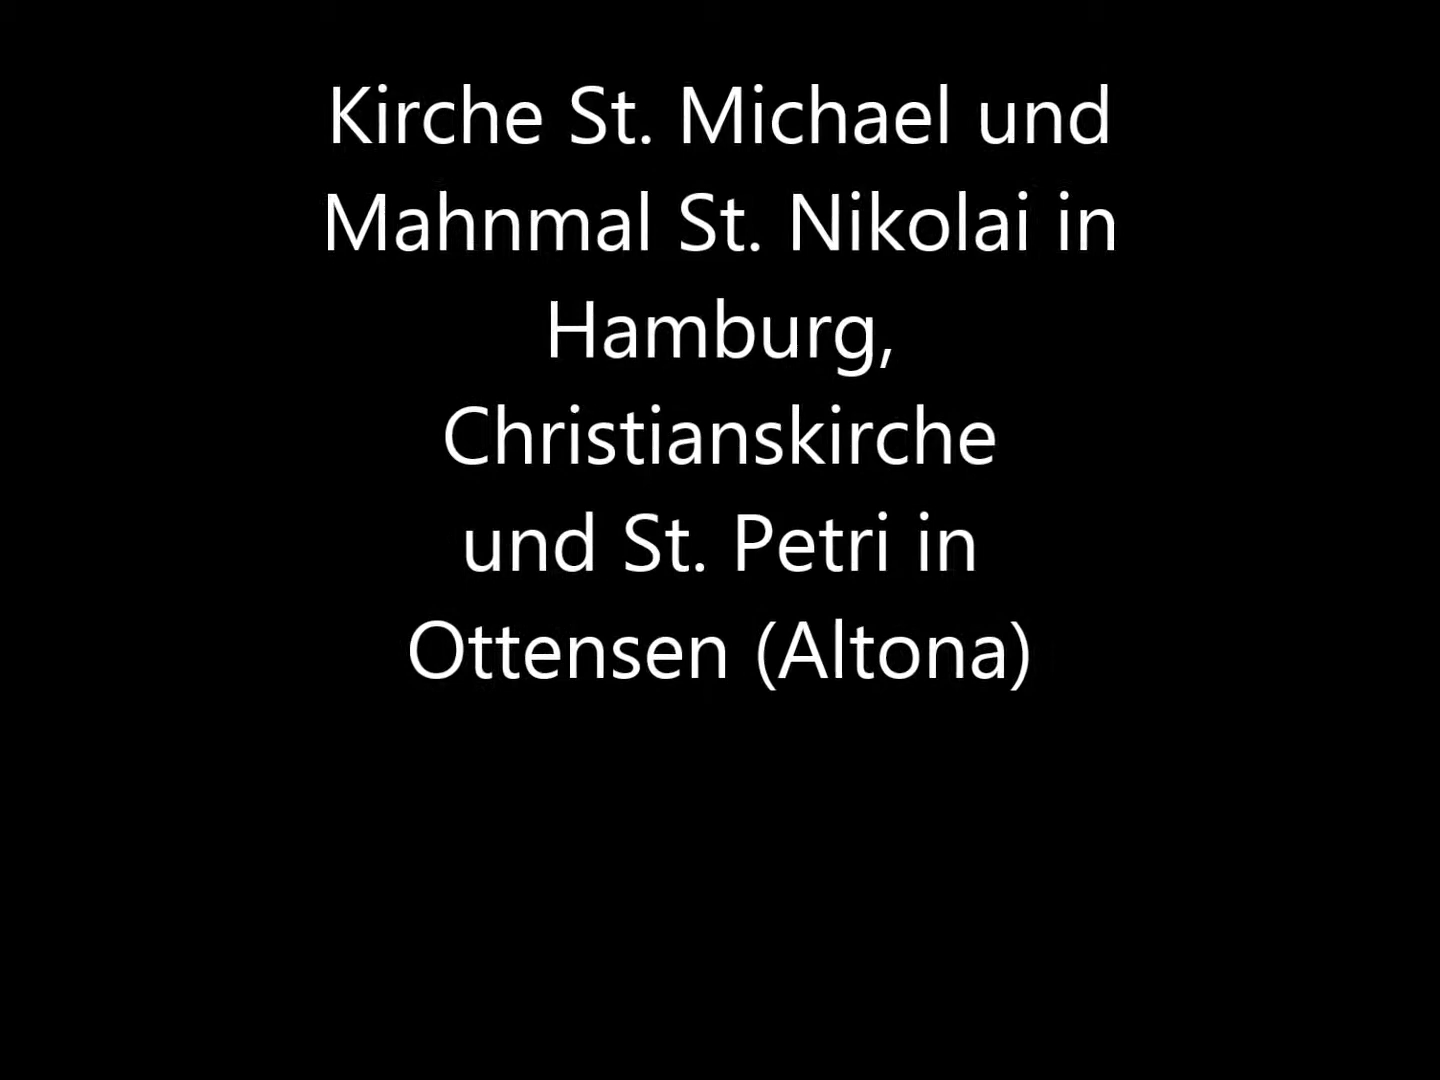 Kirche St. Michael und
Mahnmal St. Nikolai in
Hamburg,
Christianskirche
und St. Petri in
Ottensen (Altona)